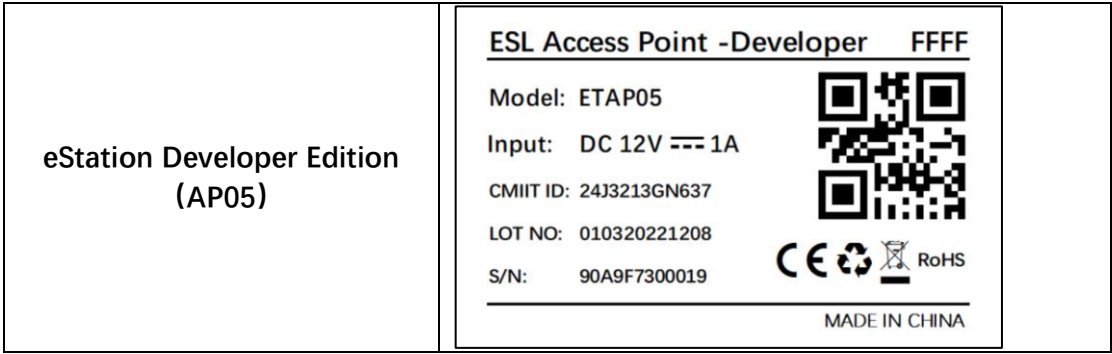 eStation Developer Edition
(AP05)
ESL Access Point -Developer FFFF
Model: ETAP05
Input: DC 12V ⎓ 1A
CMIIT ID: 24J3213GN637
LOT NO: 010320221208
S/N: 90A9F7300019
CE RoHS
MADE IN CHINA